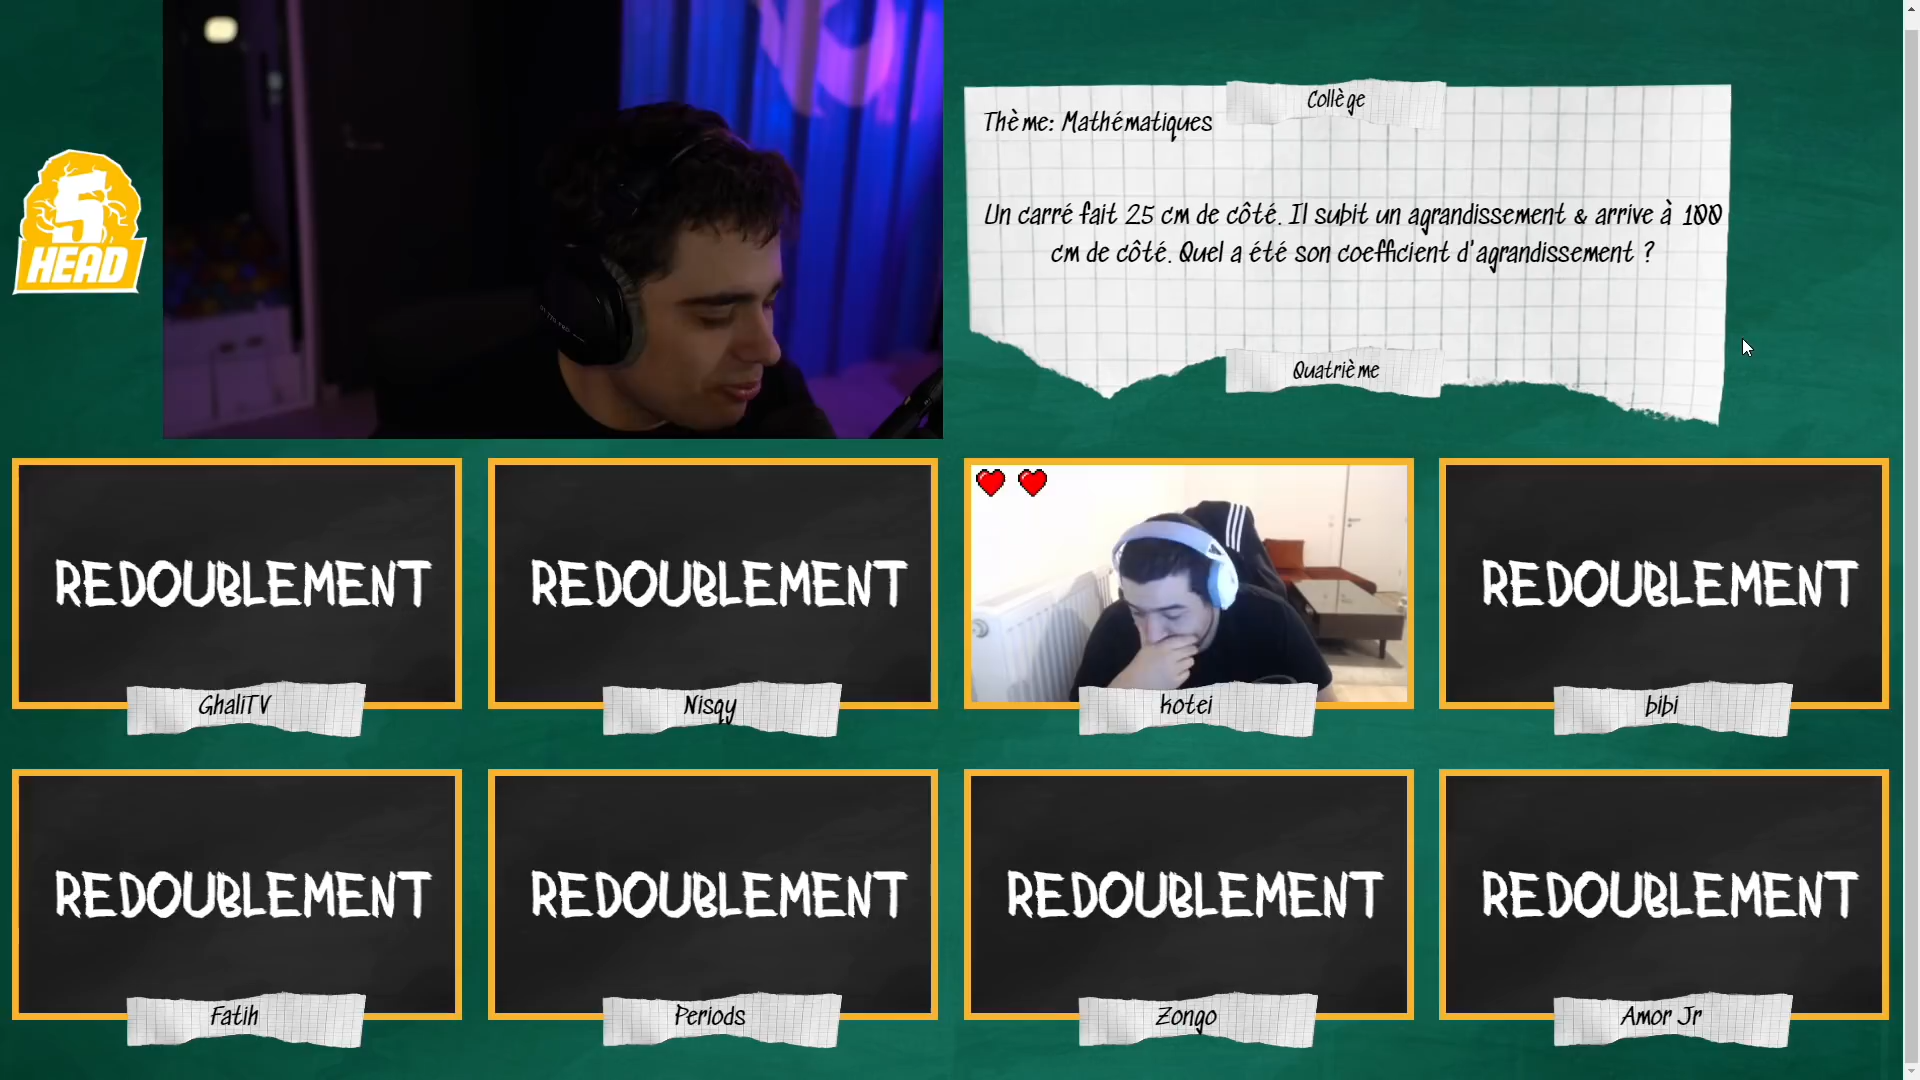 5
HEAD
Collège
Thème: Mathématiques
Un carré fait 25 cm de côté. Il subit un agrandissement & arrive à 100
cm de côté. Quel a été son coefficient d'agrandissement ?
Quatrième
REDOUBLEMENT
REDOUBLEMENT
REDOUBLEMENT
GhaliTV
Nisqy
kotei
bibi
REDOUBLEMENT
REDOUBLEMENT
REDOUBLEMENT
REDOUBLEMENT
Fatih
Periods
Zongo
Amor Jr